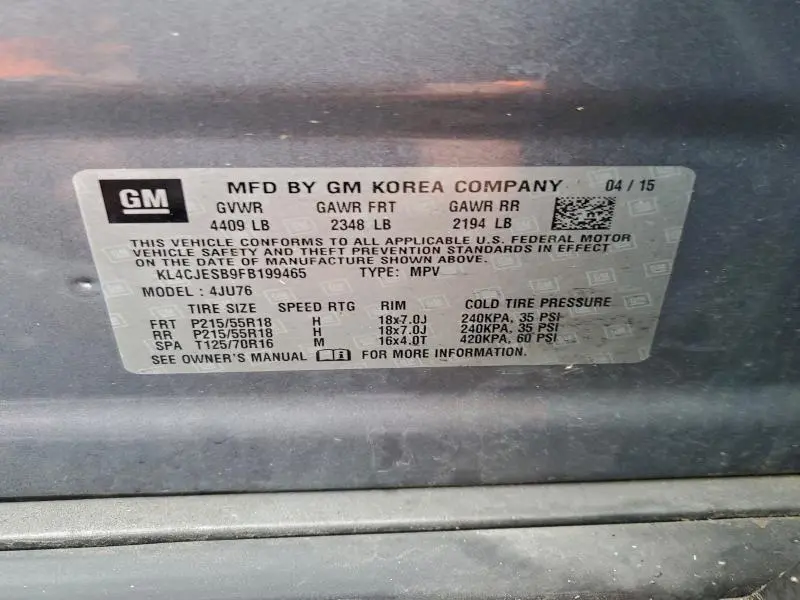 GM MFD BY GM KOREA COMPANY 04 / 15
GVWR GAWR FRT GAWR RR
4409 LB 2348 LB 2194 LB
THIS VEHICLE CONFORMS TO ALL APPLICABLE U.S. FEDERAL MOTOR
VEHICLE SAFETY AND THEFT PREVENTION STANDARDS IN EFFECT
ON THE DATE OF MANUFACTURE SHOWN ABOVE.
KL4CJESB9FB199465 TYPE: MPV
MODEL : 4JU76
TIRE SIZE SPEED RTG RIM COLD TIRE PRESSURE
FRT P215/55R18 H 18x7.0J 240KPA, 35 PSI
RR P215/55R18 H 18x7.0J 240KPA, 35 PSI
SPA T125/70R16 M 16x4.0T 420KPA, 60 PSI
SEE OWNER'S MANUAL FOR MORE INFORMATION.